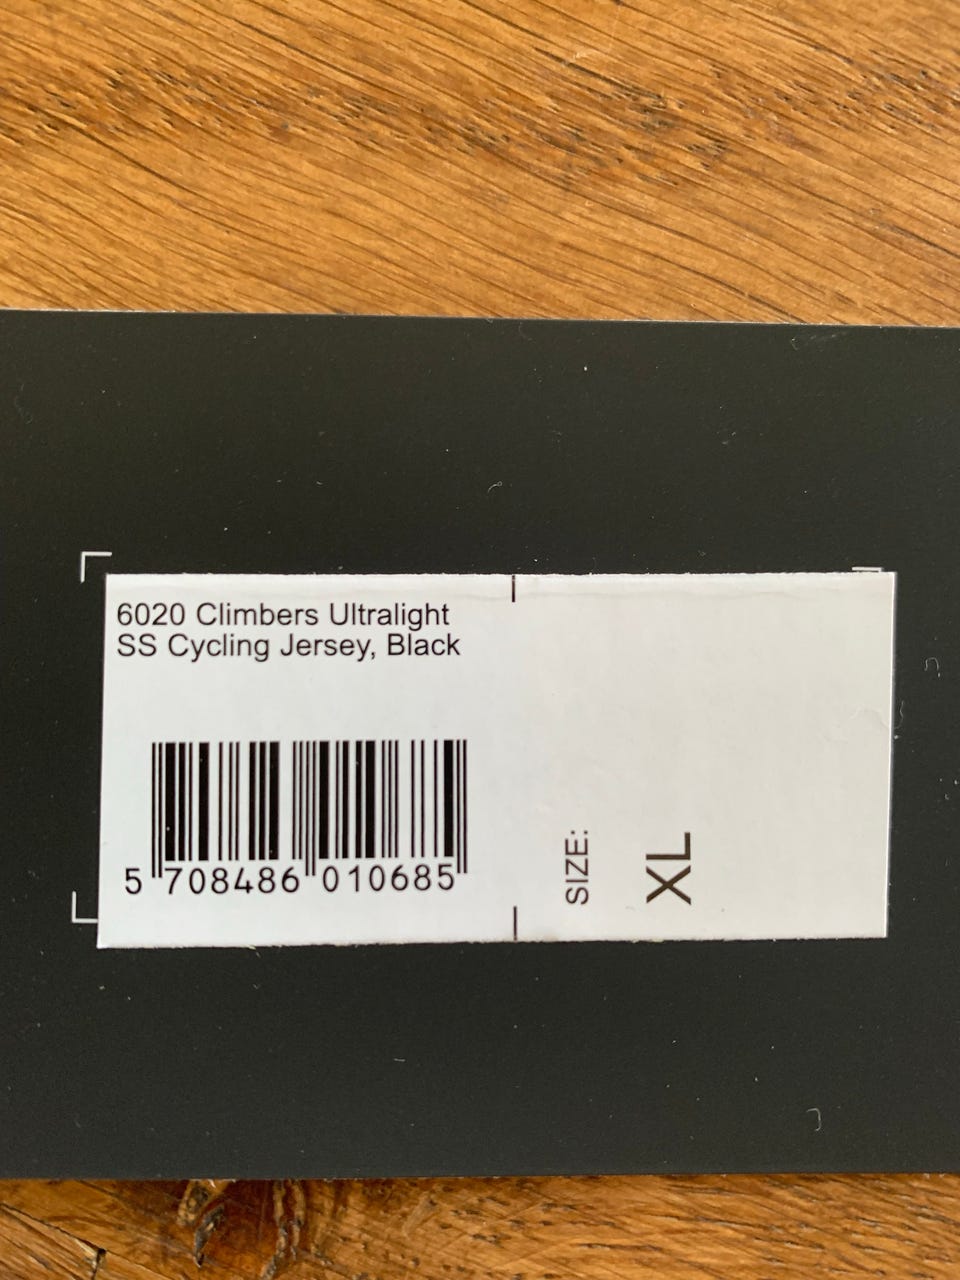 6020 Climbers Ultralight
SS Cycling Jersey, Black
5 708486 010685
SIZE:
XL